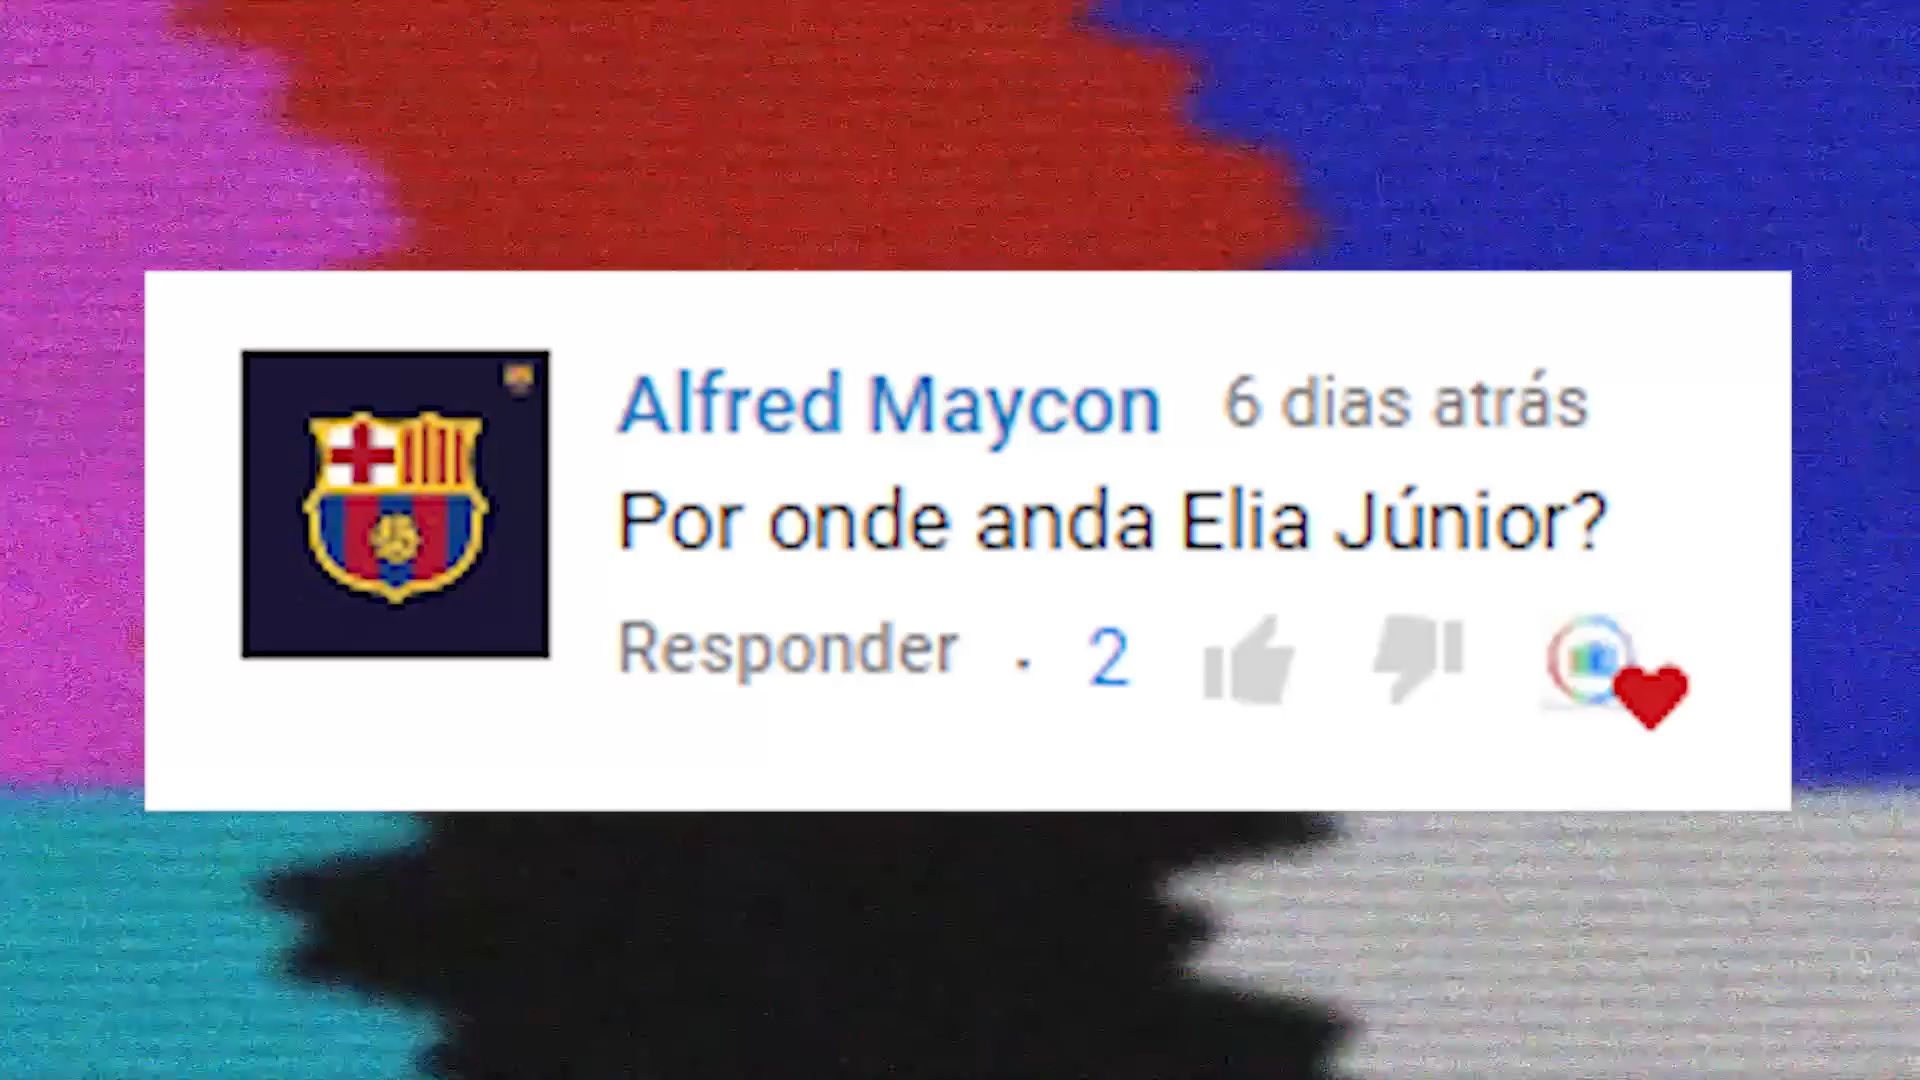 Alfred Maycon 6 dias atrás
Por onde anda Elia Júnior?
Responder · 2